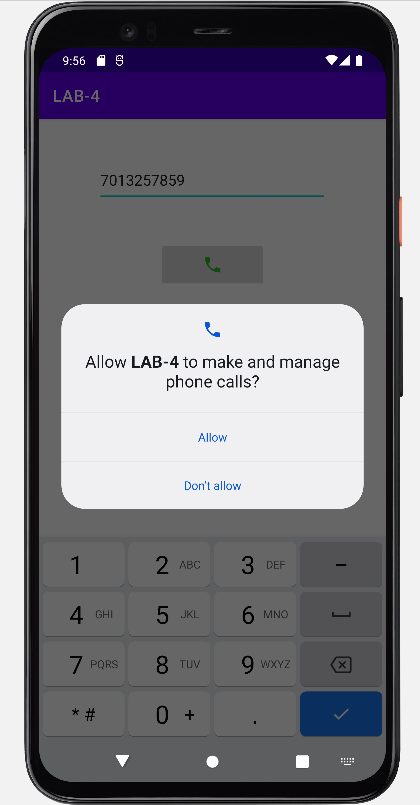 9:56
LAB-4
7013257859
Allow LAB-4 to make and manage
phone calls?
Allow
Don't allow
1 2 ABC 3 DEF -
4 GHI 5 JKL 6 MNO
7 PQRS 8 TUV 9 WXYZ
* # 0 + .